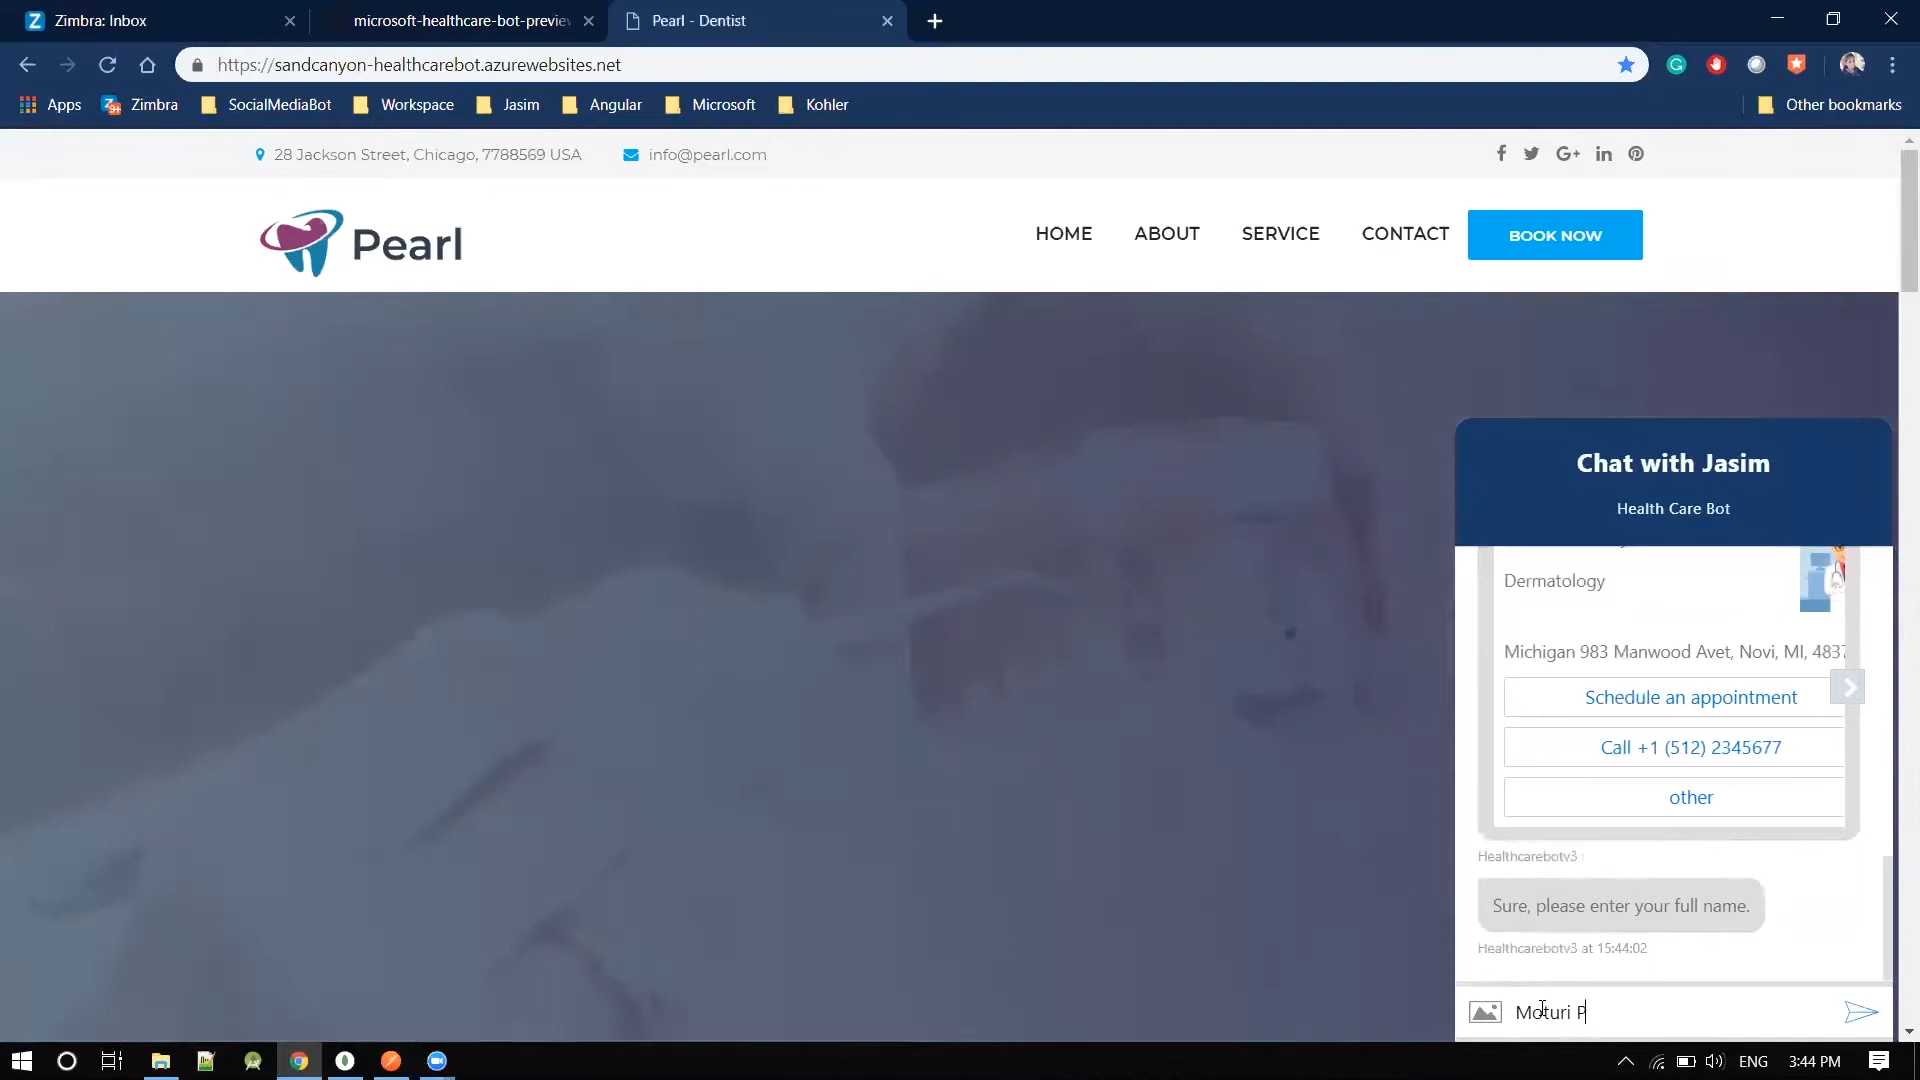 Zimbra: Inbox
microsoft-healthcare-bot-preview
Pearl - Dentist
https://sandcanyon-healthcarebot.azurewebsites.net
Apps
Zimbra
SocialMediaBot
Workspace
Jasim
Angular
Microsoft
Kohler
Other bookmarks
28 Jackson Street, Chicago, 7788569 USA
info@pearl.com
Pearl
HOME
ABOUT
SERVICE
CONTACT
BOOK NOW
Chat with Jasim
Health Care Bot
Dermatology
Michigan 983 Manwood Avet, Novi, MI, 4837
Schedule an appointment
Call +1 (512) 2345677
other
Healthcarebotv3
Sure, please enter your full name.
Healthcarebotv3 at 15:44:02
Moturi P
ENG
3:44 PM